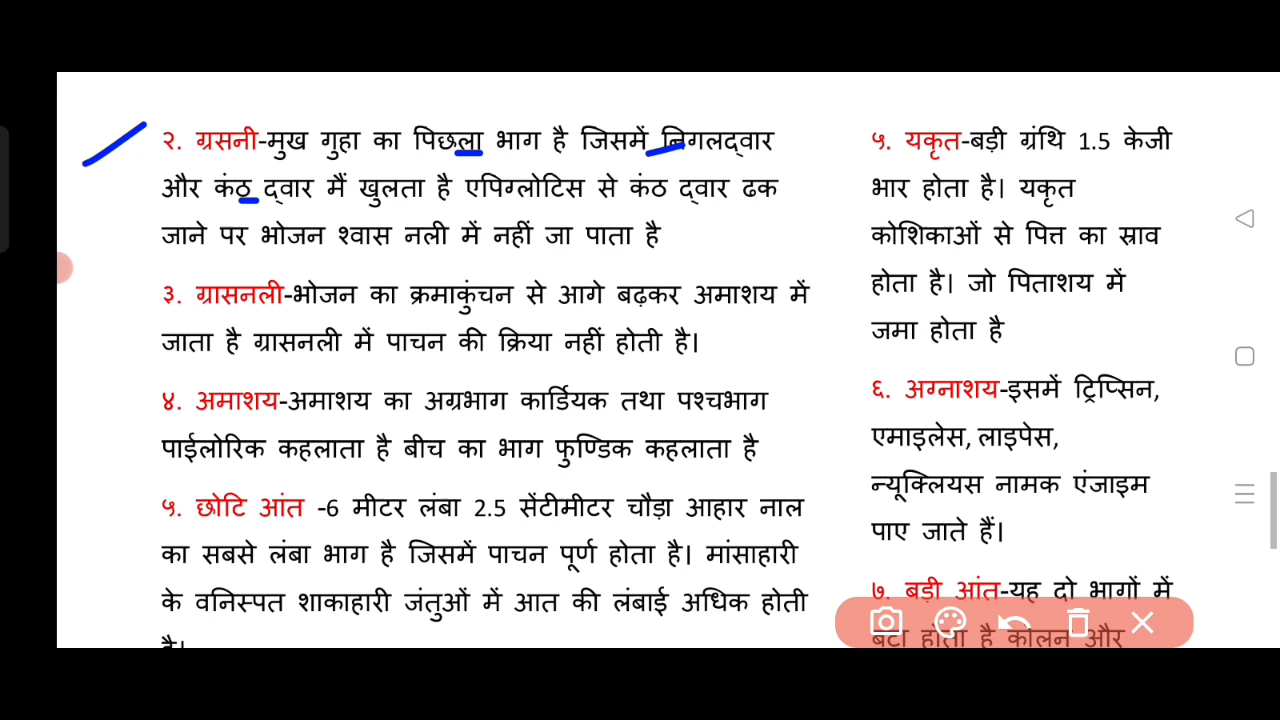 २. ग्रसनी-मुख गुहा का पिछला भाग है जिसमें निगलद्वार
और कंठ द्वार मैं खुलता है एपिग्लोटिस से कंठ द्वार ढक
जाने पर भोजन श्वास नली में नहीं जा पाता है
३. ग्रासनली-भोजन का क्रमाकुंचन से आगे बढ़कर अमाशय में
जाता है ग्रासनली में पाचन की क्रिया नहीं होती है।
४. अमाशय-अमाशय का अग्रभाग कार्डियक तथा पश्चभाग
पाईलोरिक कहलाता है बीच का भाग फुण्डिक कहलाता है
५. छोटि आंत -6 मीटर लंबा 2.5 सेंटीमीटर चौड़ा आहार नाल
का सबसे लंबा भाग है जिसमें पाचन पूर्ण होता है। मांसाहारी
के वनिस्पत शाकाहारी जंतुओं में आत की लंबाई अधिक होती
है।
५. यकृत-बड़ी ग्रंथि 1.5 केजी
भार होता है। यकृत
कोशिकाओं से पित्त का स्राव
होता है। जो पिताशय में
जमा होता है
६. अग्नाशय-इसमें ट्रिप्सिन,
एमाइलेस, लाइपेस,
न्यूक्लियस नामक एंजाइम
पाए जाते हैं।
७. बड़ी आंत-यह दो भागों में
बटा होता है कोलन और